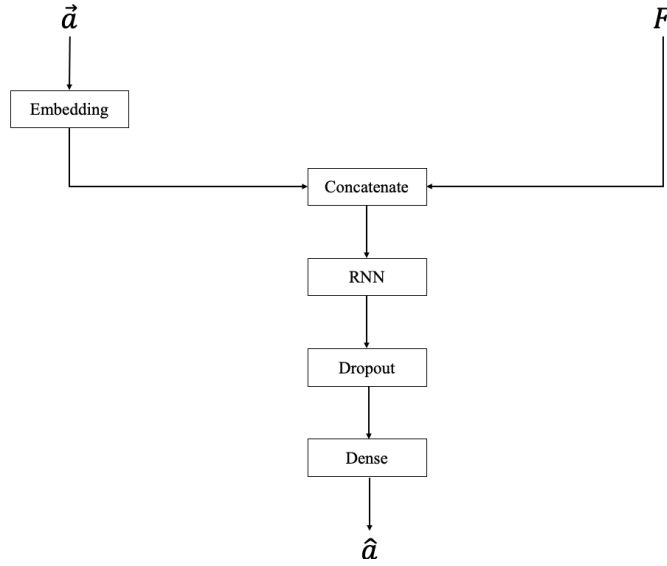 a⃗
F
Embedding
Concatenate
RNN
Dropout
Dense
â